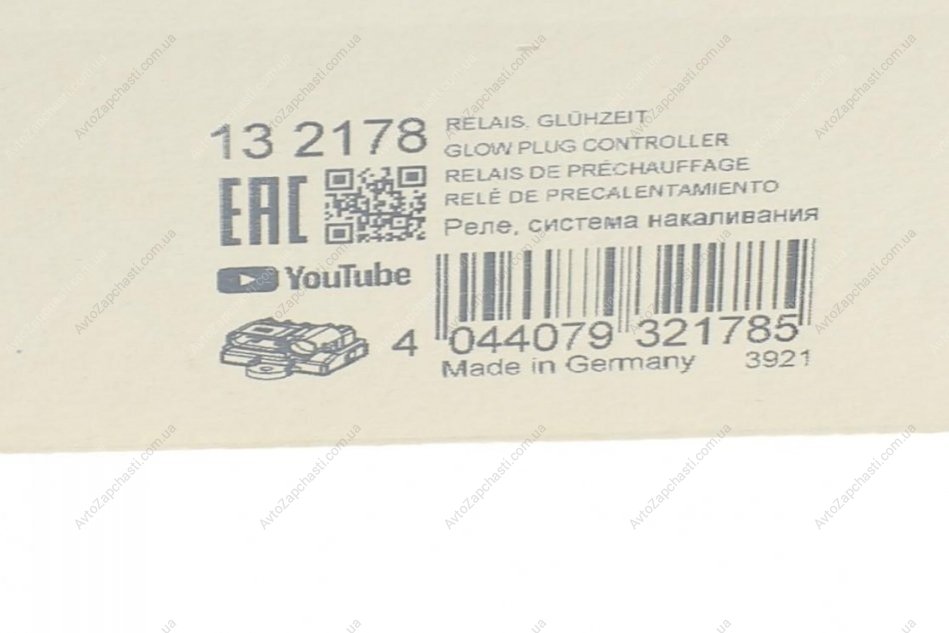 13 2178
RELAIS. GLÜHZEIT
GLOW PLUG CONTROLLER
RELAIS DE PRÉCHAUFFAGE
RELÉ DE PRECALENTAMIENTO
Реле, система накаливания
EAC
YouTube
4 044079 321785
Made in Germany 3921
AvtoZapchasti.com.ua